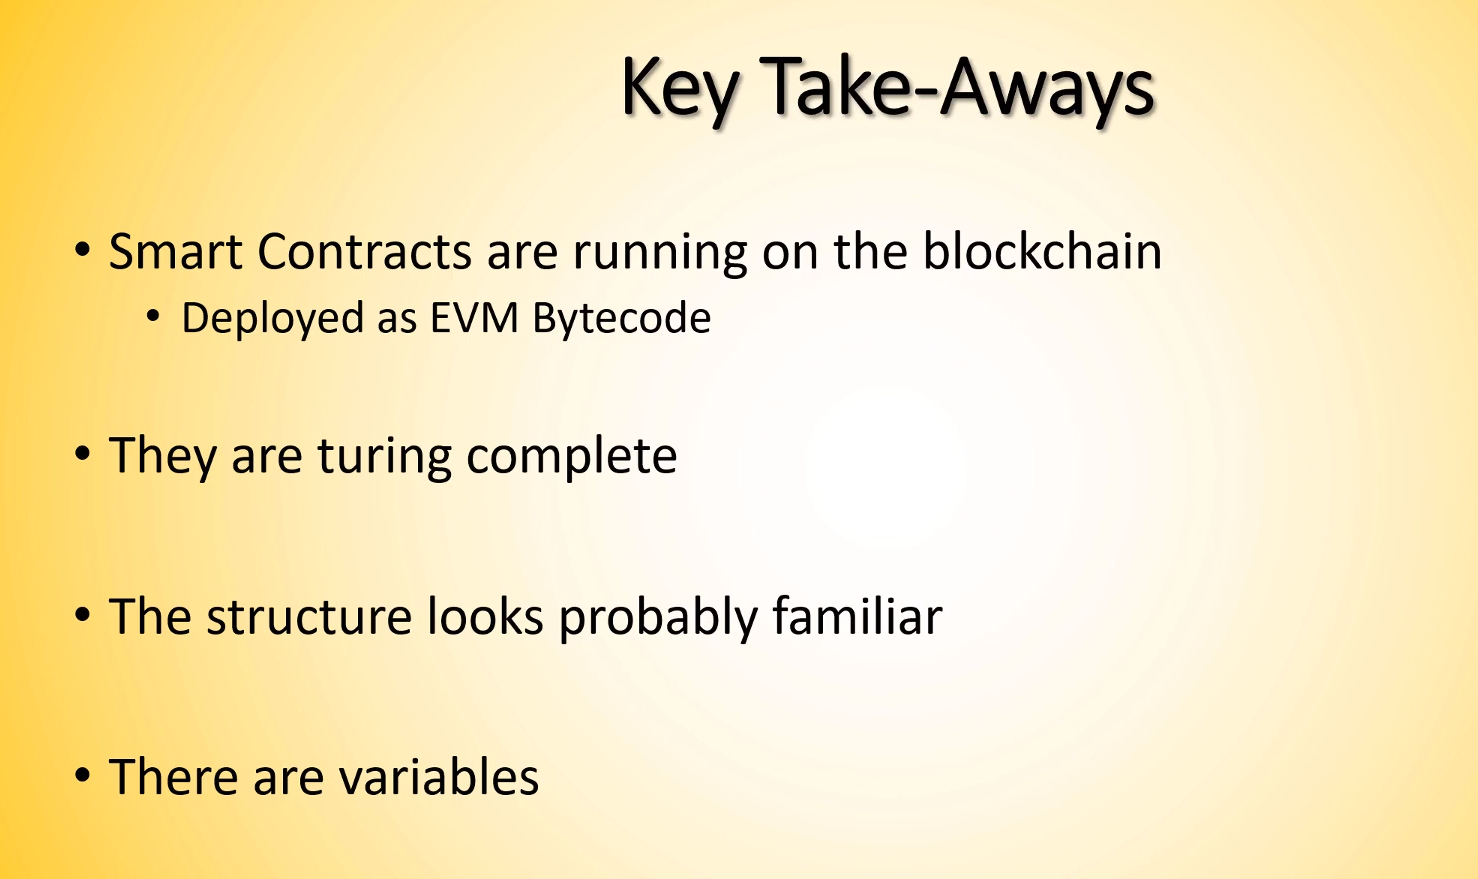 Key Take-Aways
• Smart Contracts are running on the blockchain
• Deployed as EVM Bytecode
• They are turing complete
• The structure looks probably familiar
• There are variables